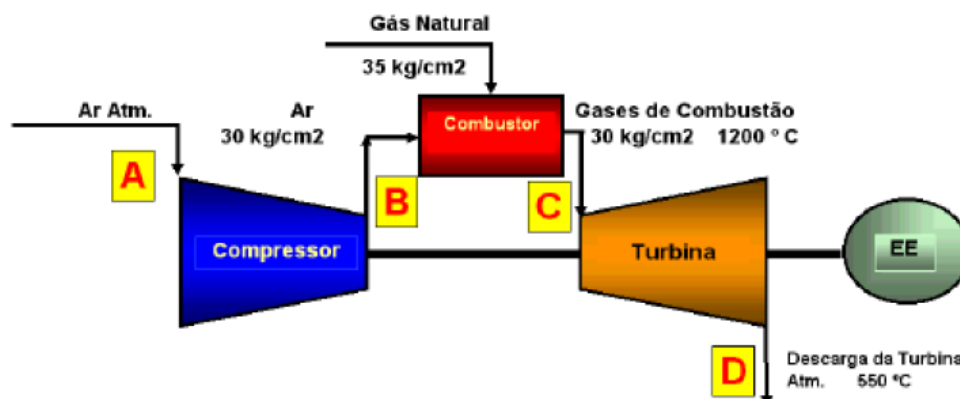 Gás Natural
35 kg/cm2
Ar Atm.
Ar
30 kg/cm2
Combustor
Gases de Combustão
30 kg/cm2 1200 º C
A
B
C
Compressor
Turbina
EE
D
Descarga da Turbina
Atm. 550 ºC